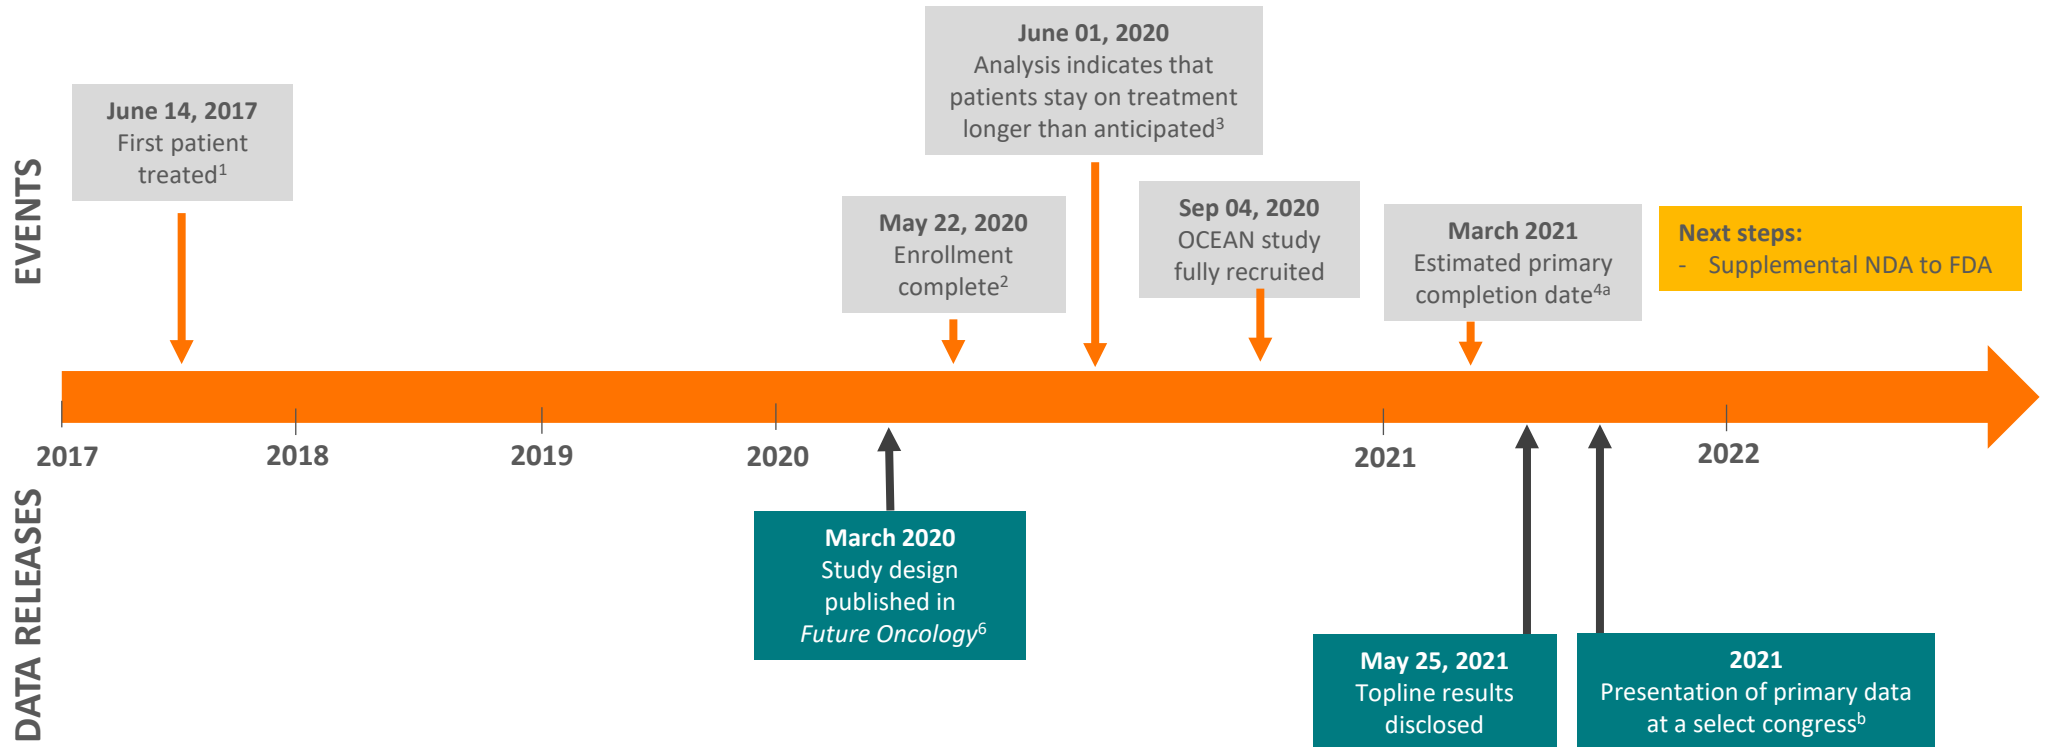 EVENTS
June 14, 2017
First patient
treated1
May 22, 2020
Enrollment
complete2
June 01, 2020
Analysis indicates that
patients stay on treatment
longer than anticipated3
Sep 04, 2020
OCEAN study
fully recruited
March 2021
Estimated primary
completion date4a
Next steps:
- Supplemental NDA to FDA
2017
2018
2019
2020
2021
2022
DATA RELEASES
March 2020
Study design
published in
Future Oncology6
May 25, 2021
Topline results
disclosed
2021
Presentation of primary data
at a select congressb